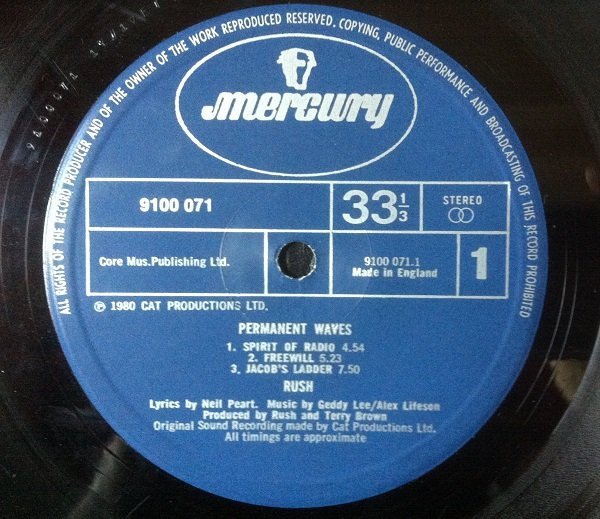 ALL RIGHTS OF THE RECORD PRODUCER AND OF THE OWNER OF THE WORK REPRODUCED RESERVED. COPYING, PUBLIC PERFORMANCE AND BROADCASTING OF THIS RECORD PROHIBITED
mercury
9100 071
33 1/3
STEREO
Core Mus.Publishing Ltd.
9100 071.1
Made in England
1
℗ 1980 CAT PRODUCTIONS LTD.
PERMANENT WAVES
1. SPIRIT OF RADIO 4.54
2. FREEWILL 5.23
3. JACOB'S LADDER 7.50
RUSH
Lyrics by Neil Peart. Music by Geddy Lee/Alex Lifeson
Produced by Rush and Terry Brown
Original Sound Recording made by Cat Productions Ltd.
All timings are approximate